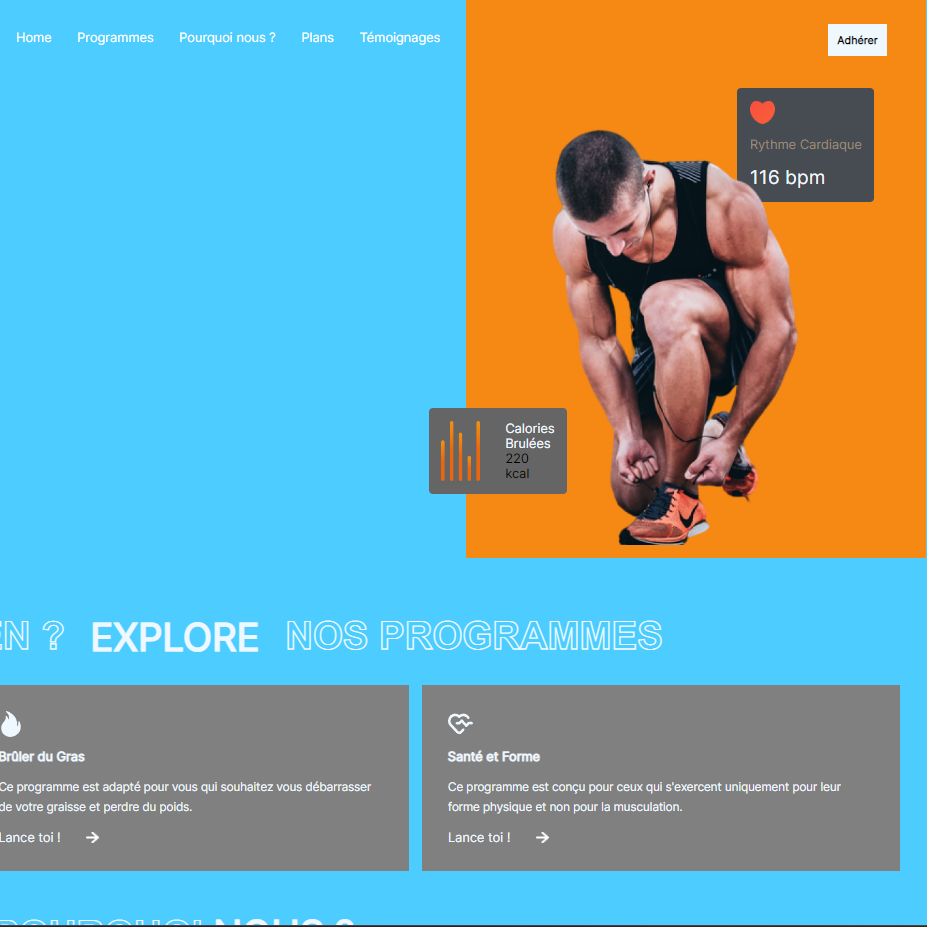 Home Programmes Pourquoi nous ? Plans Témoignages
Adhérer
Rythme Cardiaque
116 bpm
Calories
Brulées
220
kcal
EN ? EXPLORE NOS PROGRAMMES
Brûler du Gras
Ce programme est adapté pour vous qui souhaitez vous débarrasser
de votre graisse et perdre du poids.
Lance toi !
Santé et Forme
Ce programme est conçu pour ceux qui s'exercent uniquement pour leur
forme physique et non pour la musculation.
Lance toi !
POURQUOI NOUS ?